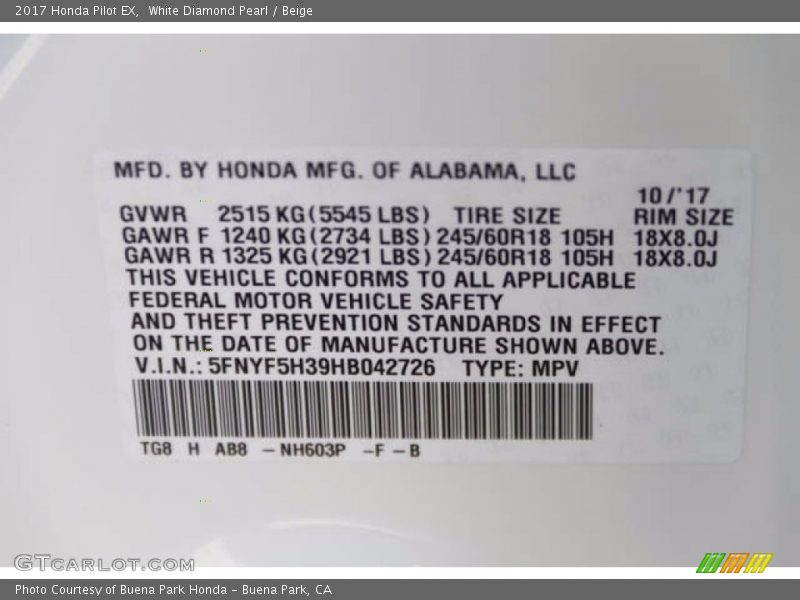 2017 Honda Pilot EX,  White Diamond Pearl / Beige
MFD. BY HONDA MFG. OF ALABAMA, LLC
10/'17
GVWR 2515 KG(5545 LBS) TIRE SIZE RIM SIZE
GAWR F 1240 KG(2734 LBS) 245/60R18 105H 18X8.0J
GAWR R 1325 KG(2921 LBS) 245/60R18 105H 18X8.0J
THIS VEHICLE CONFORMS TO ALL APPLICABLE
FEDERAL MOTOR VEHICLE SAFETY
AND THEFT PREVENTION STANDARDS IN EFFECT
ON THE DATE OF MANUFACTURE SHOWN ABOVE.
V.I.N.: 5FNYF5H39HB042726 TYPE: MPV
TG8 H AB8 -NH603P -F-B
GTCARLOT.COM
Photo Courtesy of Buena Park Honda - Buena Park, CA